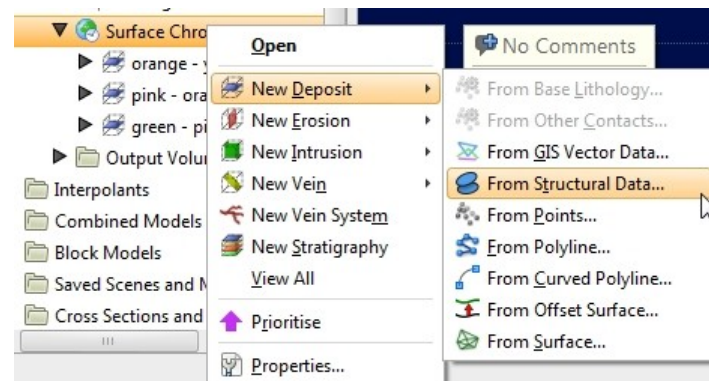 Surface Chro
orange -
pink - ora
green - pi
Output Volu
Interpolants
Combined Models
Block Models
Saved Scenes and
Cross Sections and
Open
New Deposit
New Erosion
New Intrusion
New Vein
New Vein System
New Stratigraphy
View All
Prioritise
Properties...
No Comments
From Base Lithology...
From Other Contacts...
From GIS Vector Data...
From Structural Data...
From Points...
From Polyline...
From Curved Polyline...
From Offset Surface...
From Surface...